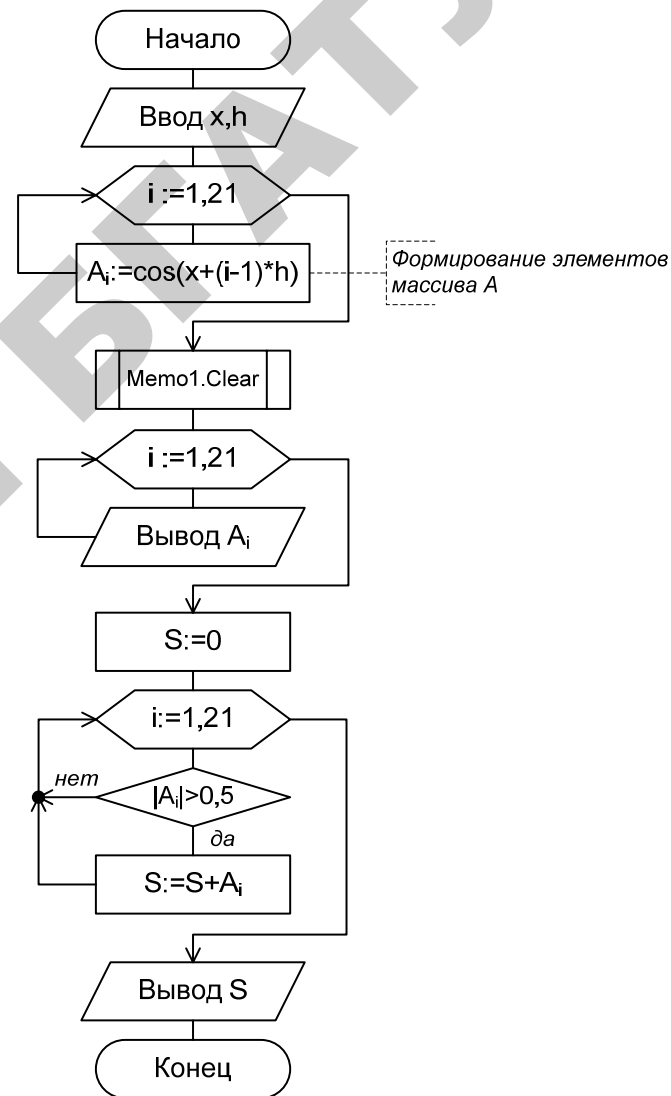 Начало
Ввод x,h
i :=1,21
Ai:=cos(x+(i-1)*h)
Формирование элементов
массива A
Memo1.Clear
i :=1,21
Вывод Ai
S:=0
i:=1,21
нет
|Ai|>0,5
да
S:=S+Ai
Вывод S
Конец
БГАТУ